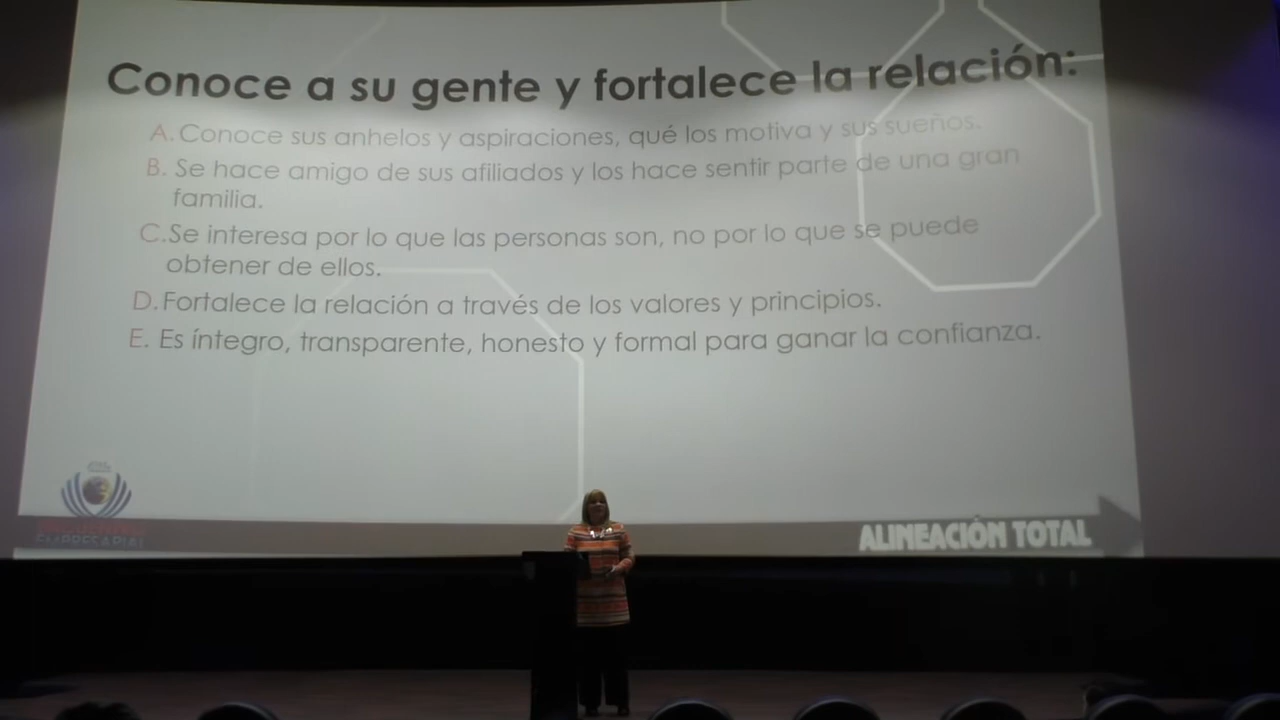 Conoce a su gente y fortalece la relación:
A. Conoce sus anhelos y aspiraciones, qué los motiva y sus sueños.
B. Se hace amigo de sus afiliados y los hace sentir parte de una gran
familia.
C. Se interesa por lo que las personas son, no por lo que se puede
obtener de ellos.
D. Fortalece la relación a través de los valores y principios.
E. Es íntegro, transparente, honesto y formal para ganar la confianza.
EMPRESARIAL
ALINEACIÓN TOTAL